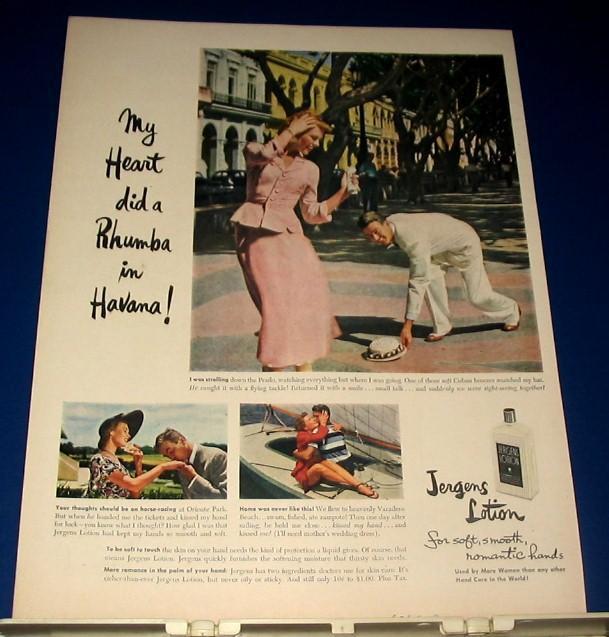 My
Heart
did a
Rhumba
in
Havana!
I was strolling down the Prado, watching everything but where I was going. One of those soft Cuban breezes snatched my hat.
He caught it with a flying tackle! Returned it with a smile . . . small talk . . . and suddenly we were sight-seeing together!
Your thoughts should be on horse-racing at Oriente Park.
But when he handed me the tickets and kissed my hand
for luck—you know what I thought? How glad I was that
Jergens Lotion had kept my hands so smooth and soft.
Home was never like this! We flew to heavenly Varadero
Beach. . . swam, fished, ate zampote! Then one day after
sailing, he held me close . . . kissed my hand . . . and
kissed me! (I'll need mother's wedding dress).
JERGENS
LOTION
Jergens
Lotion
for soft, smooth,
romantic hands
To be soft to touch the skin on your hand needs the kind of protection a liquid gives. Of course, that
means Jergens Lotion. Jergens quickly furnishes the softening moisture that thirsty skin needs.
More romance in the palm of your hand: Jergens has two ingredients doctors use for skin care. It's
richer-than-ever Jergens Lotion, but never oily or sticky. And still only 10¢ to $1.00. Plus Tax.
Used by More Women than any other
Hand Care in the World!